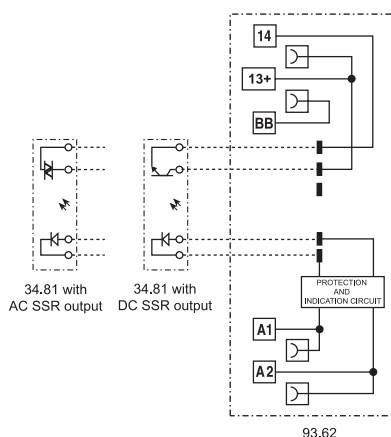 14
13+
BB
34.81 with
AC SSR output
34.81 with
DC SSR output
PROTECTION
AND
INDICATION CIRCUIT
A1
A2
93.62